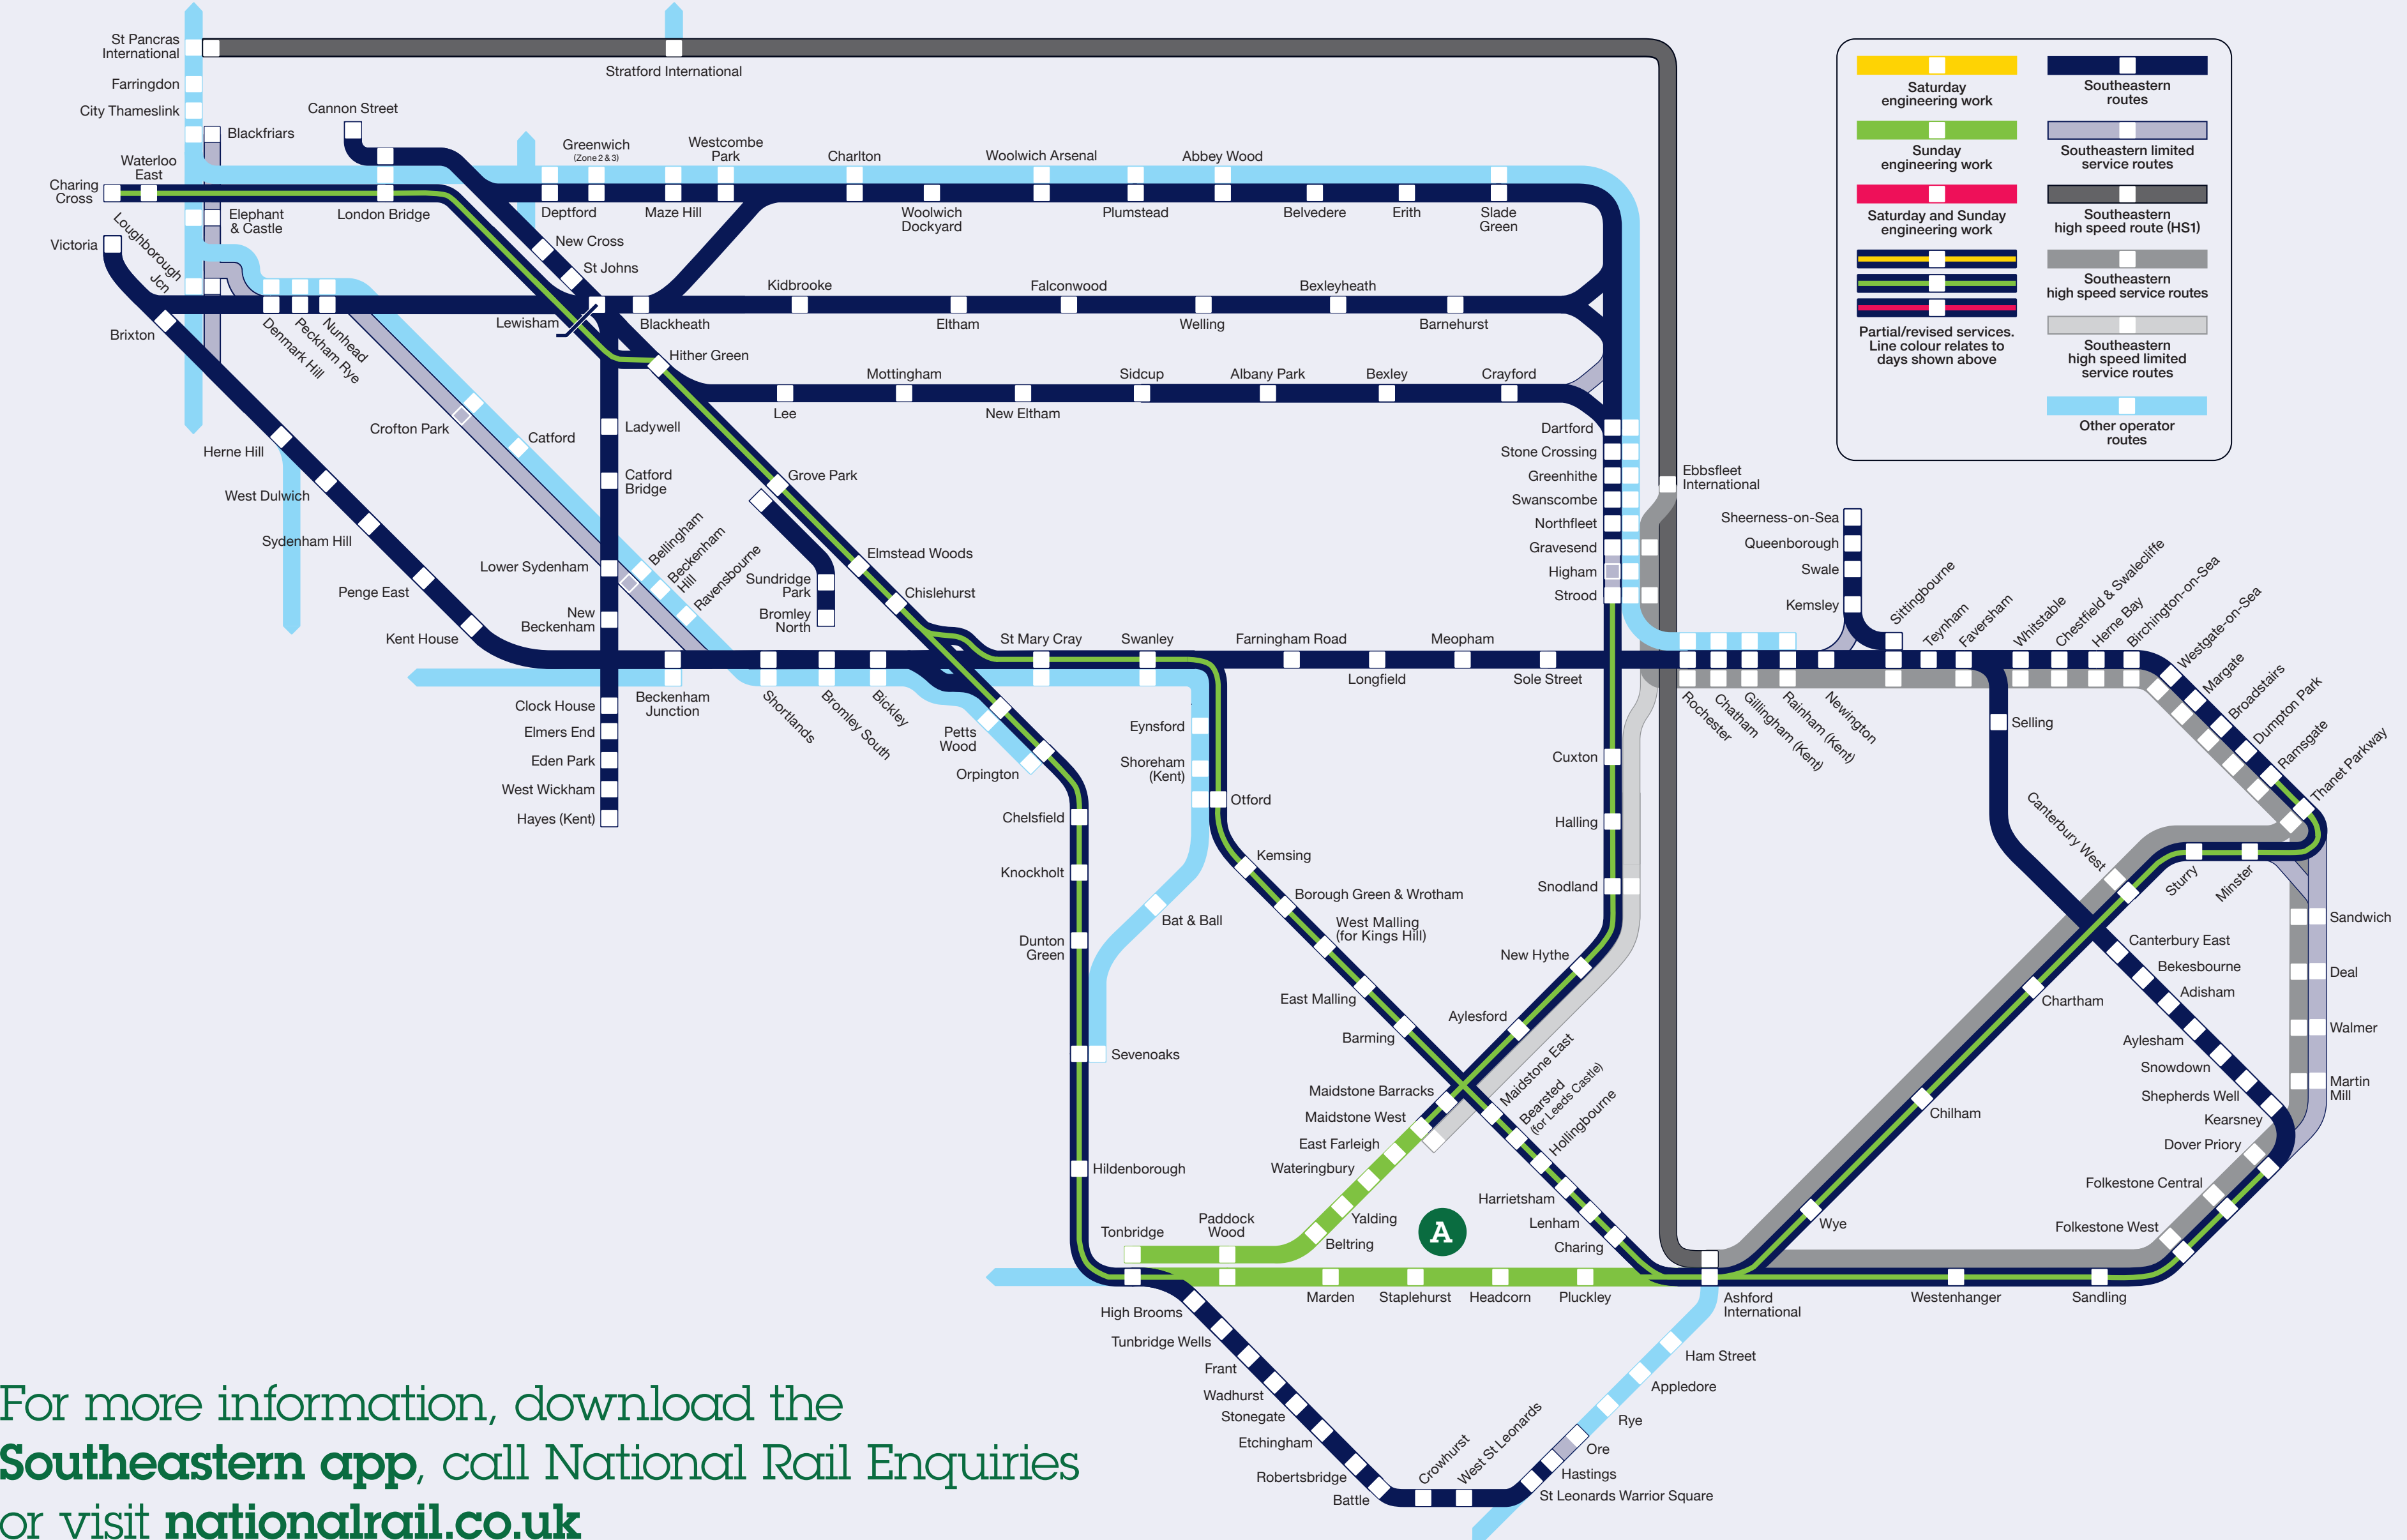 St Pancras
International
Farringdon
City Thameslink
Blackfriars
Cannon Street
Stratford International
Waterloo
East
Charing
Cross
Elephant
& Castle
London Bridge
Victoria
Loughborough
Jcn
Brixton
Greenwich
(Zone 2 & 3)
Westcombe
Park
Charlton
Woolwich Arsenal
Abbey Wood
Deptford
Maze Hill
Woolwich
Dockyard
Plumstead
Belvedere
Erith
Slade
Green
New Cross
St Johns
Lewisham
Blackheath
Kidbrooke
Eltham
Falconwood
Welling
Bexleyheath
Barnehurst
Denmark Hill
Peckham Rye
Nunhead
Hither Green
Lee
Mottingham
New Eltham
Sidcup
Albany Park
Bexley
Crayford
Crofton Park
Catford
Ladywell
Catford
Bridge
Herne Hill
West Dulwich
Sydenham Hill
Penge East
Kent House
Lower Sydenham
New
Beckenham
Bellingham
Beckenham
Hill
Ravensbourne
Grove Park
Sundridge
Park
Bromley
North
Elmstead Woods
Chislehurst
Clock House
Elmers End
Eden Park
West Wickham
Hayes (Kent)
Beckenham
Junction
Shortlands
Bromley South
Bickley
Petts
Wood
Orpington
St Mary Cray
Swanley
Farningham Road
Longfield
Meopham
Sole Street
Dartford
Stone Crossing
Greenhithe
Swanscombe
Northfleet
Gravesend
Higham
Strood
Ebbsfleet
International
Sheerness-on-Sea
Queenborough
Swale
Kemsley
Sittingbourne
Teynham
Faversham
Whitstable
Chestfield & Swalecliffe
Herne Bay
Birchington-on-Sea
Westgate-on-Sea
Margate
Broadstairs
Dumpton Park
Ramsgate
Thanet Parkway
Rochester
Chatham
Gillingham (Kent)
Rainham (Kent)
Newington
Selling
Eynsford
Shoreham
(Kent)
Otford
Kemsing
Borough Green & Wrotham
West Malling
(for Kings Hill)
East Malling
Barming
Bat & Ball
Chelsfield
Knockholt
Dunton
Green
Sevenoaks
Hildenborough
Cuxton
Halling
Snodland
New Hythe
Aylesford
Maidstone Barracks
Maidstone West
East Farleigh
Wateringbury
Yalding
Beltring
Maidstone East
Bearsted
(for Leeds Castle)
Hollingbourne
Harrietsham
Lenham
Charing
A
Tonbridge
Paddock
Wood
Marden
Staplehurst
Headcorn
Pluckley
Ashford
International
Westenhanger
Sandling
Wye
Chilham
Chartham
Canterbury West
Sturry
Minster
Sandwich
Deal
Walmer
Martin
Mill
Canterbury East
Bekesbourne
Adisham
Aylesham
Snowdown
Shepherds Well
Kearsney
Dover Priory
Folkestone Central
Folkestone West
High Brooms
Tunbridge Wells
Frant
Wadhurst
Stonegate
Etchingham
Robertsbridge
Battle
Crowhurst
West St Leonards
St Leonards Warrior Square
Hastings
Ore
Rye
Appledore
Ham Street
Saturday
engineering work
Sunday
engineering work
Saturday and Sunday
engineering work
Partial/revised services.
Line colour relates to
days shown above
Southeastern
routes
Southeastern limited
service routes
Southeastern
high speed route (HS1)
Southeastern
high speed service routes
Southeastern
high speed limited
service routes
Other operator
routes
For more information, download the
Southeastern app, call National Rail Enquiries
or visit nationalrail.co.uk